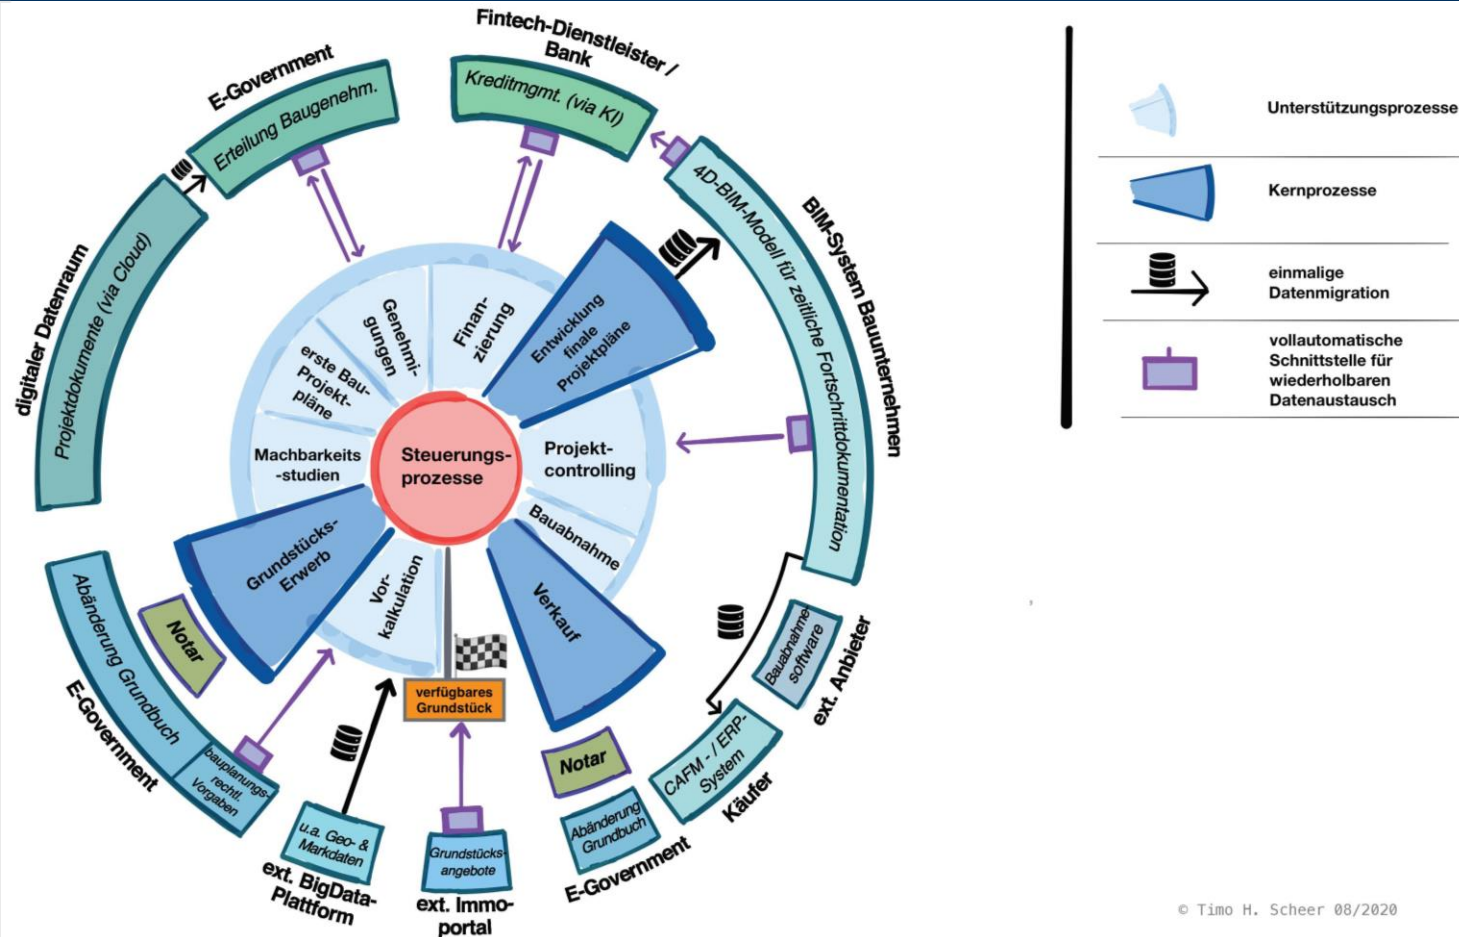 Fintech-Dienstleister /
Bank
Kreditmgmt. (via KI)
E-Government
Erteilung Baugenehm.
digitaler Datenraum
Projektdokumente (via Cloud)
BIM-System Bauunternehmen
4D-BIM-Modell für zeitliche Fortschrittdokumentation
Finan-
zierung
Genehmi-
gungen
erste Bau-
Projekt-
pläne
Machbarkeits
-studien
Entwicklung
finale
Projektpläne
Steuerungs-
prozesse
Projekt-
controlling
Bauabnahme
Verkauf
Grundstücks-
Erwerb
Vor-
kalkulation
verfügbares
Grundstück
Notar
Abänderung Grundbuch
bauplanungs-
rechtl.
Vorgaben
E-Government
u.a. Geo- &
Markdaten
ext. BigData-
Plattform
Grundstücks-
angebote
ext. Immo-
portal
Notar
Abänderung
Grundbuch
E-Government
CAFM - / ERP-
System
Käufer
Bauabnahme-
software
ext. Anbieter
Unterstützungsprozesse
Kernprozesse
einmalige
Datenmigration
vollautomatische
Schnittstelle für
wiederholbaren
Datenaustausch
© Timo H. Scheer 08/2020